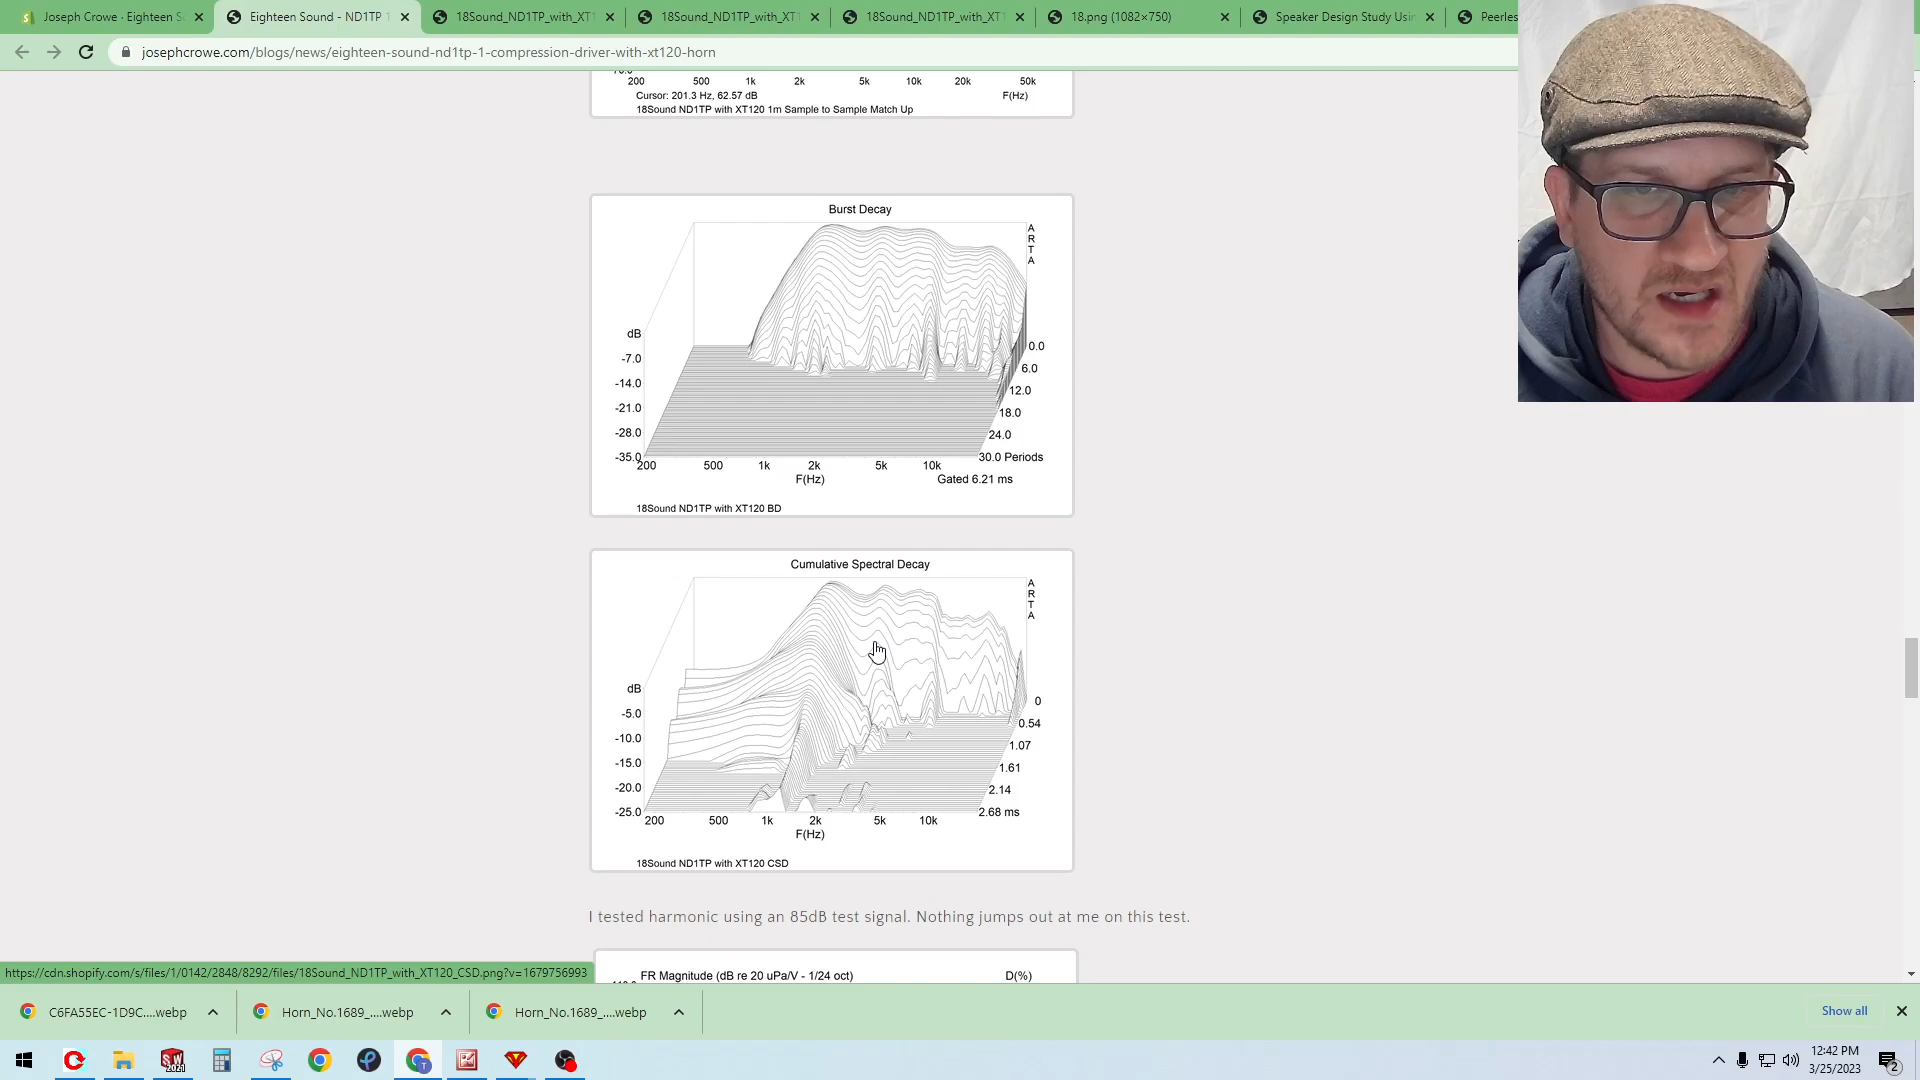 Joseph Crowe · Eighteen S
Eighteen Sound - ND1TP 1
18Sound_ND1TP_with_XT1
18Sound_ND1TP_with_XT1
18Sound_ND1TP_with_XT1
18.png (1082×750)
Speaker Design Study Usi
Peerles
josephcrowe.com/blogs/news/eighteen-sound-nd1tp-1-compression-driver-with-xt120-horn
200 500 1k 2k 5k 10k 20k 50k
Cursor: 201.3 Hz, 62.57 dB F(Hz)
18Sound ND1TP with XT120 1m Sample to Sample Match Up
Burst Decay
A
R
T
A
dB
-7.0
-14.0
-21.0
-28.0
-35.0
0.0
6.0
12.0
18.0
24.0
30.0 Periods
200 500 1k 2k 5k 10k
F(Hz) Gated 6.21 ms
18Sound ND1TP with XT120 BD
Cumulative Spectral Decay
A
R
T
A
dB
-5.0
-10.0
-15.0
-20.0
-25.0
0
0.54
1.07
1.61
2.14
2.68 ms
200 500 1k 2k 5k 10k
F(Hz)
18Sound ND1TP with XT120 CSD
I tested harmonic using an 85dB test signal. Nothing jumps out at me on this test.
FR Magnitude (dB re 20 uPa/V - 1/24 oct) D(%)
https://cdn.shopify.com/s/files/1/0142/2848/8292/files/18Sound_ND1TP_with_XT120_CSD.png?v=1679756993
C6FA55EC-1D9C....webp
Horn_No.1689_....webp
Horn_No.1689_....webp
Show all
SW
2021
12:42 PM
3/25/2023
2